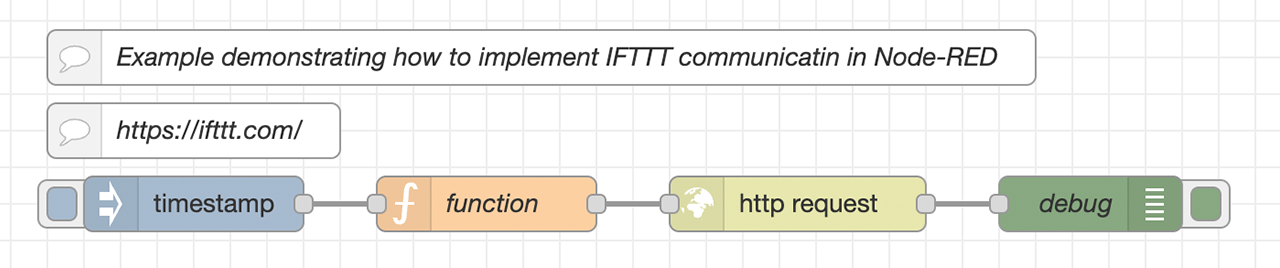 Example demonstrating how to implement IFTTT communicatin in Node-RED
https://ifttt.com/
timestamp
function
http request
debug